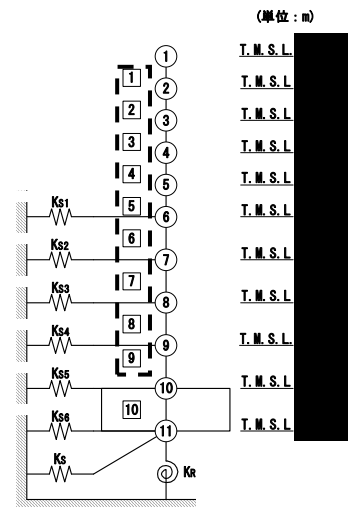 (単位：m)
① T.M.S.L.
1
② T.M.S.L
2
③ T.M.S.L
3
④ T.M.S.L
4
⑤ T.M.S.L
KS1 5
⑥ T.M.S.L
6
KS2 ⑦ T.M.S.L
7
KS3 ⑧ T.M.S.L
8
KS4 ⑨ T.M.S.L.
9
KS5 ⑩ T.M.S.L
10
KS6 ⑪ T.M.S.L
KS KR